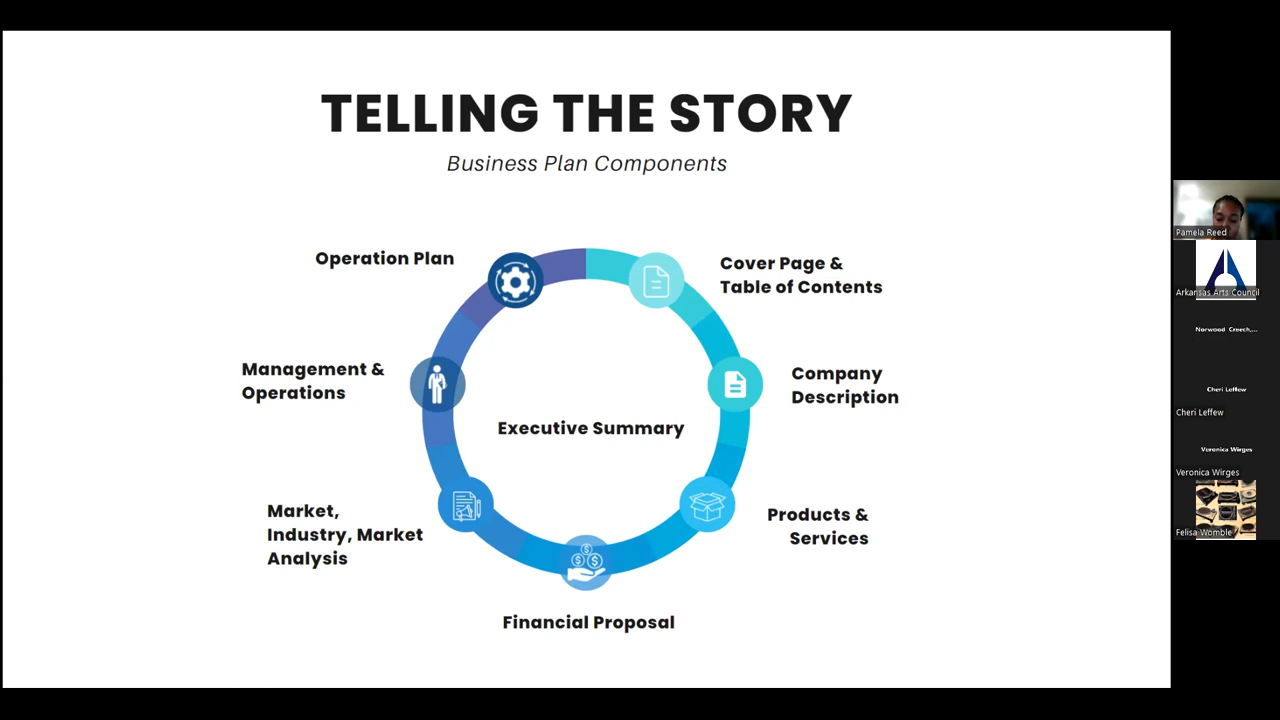 TELLING THE STORY
Business Plan Components
Operation Plan
Cover Page &
Table of Contents
Management &
Operations
Company
Description
Executive Summary
Market,
Industry, Market
Analysis
Products &
Services
Financial Proposal
Pamela Reed
Arkansas Arts Council
Norwood Creech,...
Cheri Leffew
Cheri Leffew
Veronica Wirges
Veronica Wirges
Felisa Womble